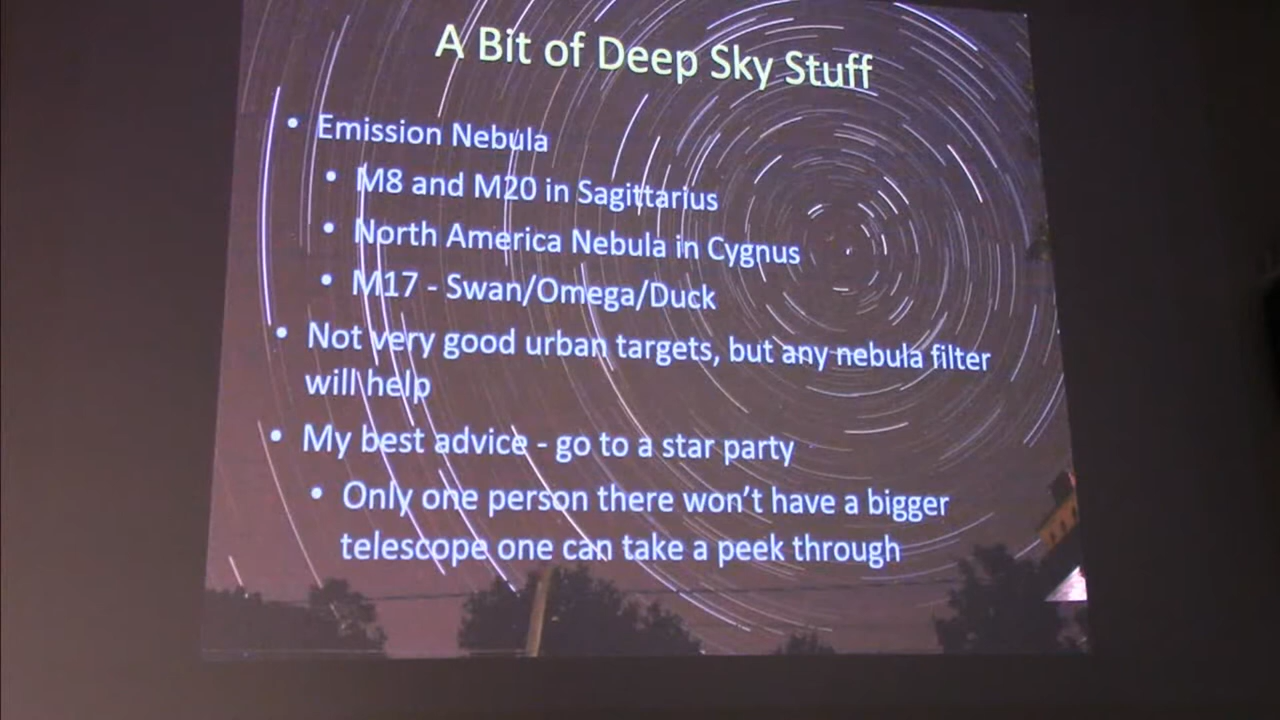 A Bit of Deep Sky Stuff
• Emission Nebula
• M8 and M20 in Sagittarius
• North America Nebula in Cygnus
• M17 - Swan/Omega/Duck
• Not very good urban targets, but any nebula filter
will help
• My best advice - go to a star party
• Only one person there won't have a bigger
telescope one can take a peek through